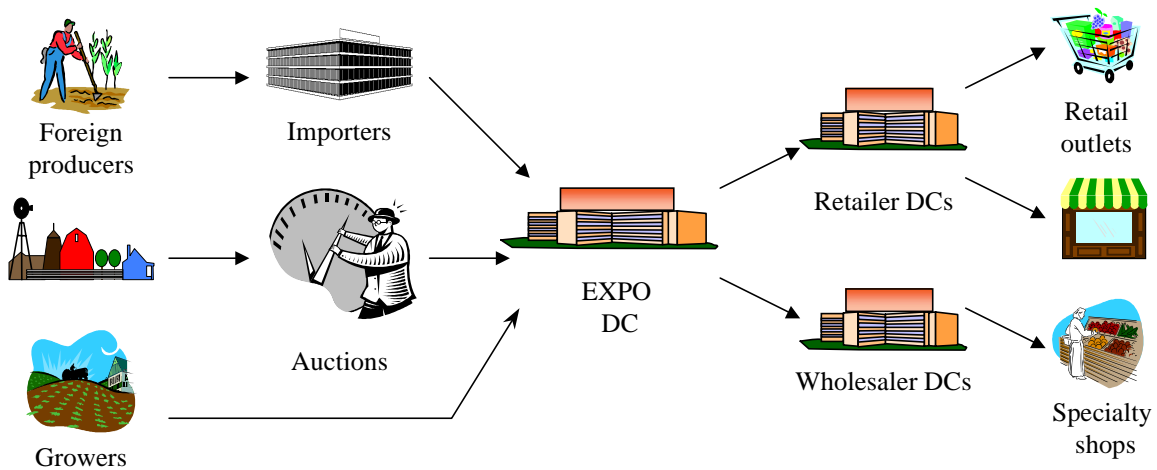 Foreign
producers
Importers
Retail
outlets
Retailer DCs
EXPO
DC
Auctions
Wholesaler DCs
Specialty
shops
Growers